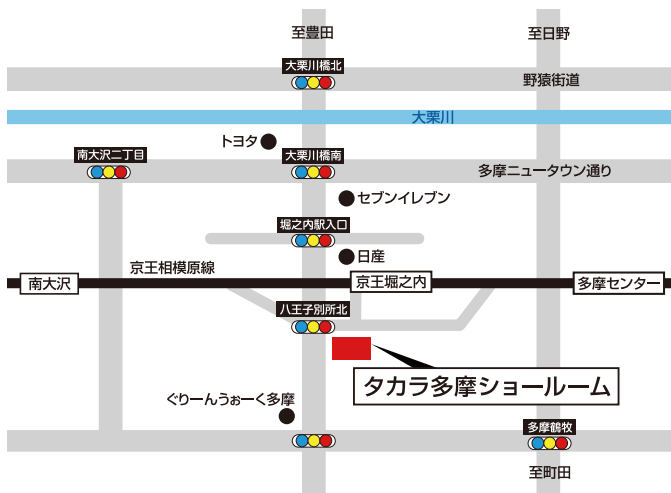 至豊田
至日野
大栗川橋北
野猿街道
大栗川
トヨタ
南大沢二丁目
大栗川橋南
多摩ニュータウン通り
セブンイレブン
堀之内駅入口
日産
京王相模原線
南大沢
京王堀之内
多摩センター
八王子別所北
タカラ多摩ショールーム
ぐりーんうぉーく多摩
多摩鶴牧
至町田